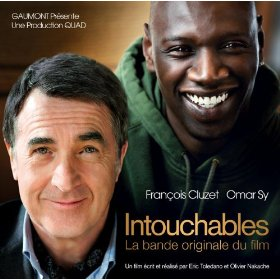 GAUMONT Présente
Une Production QUAD
François Cluzet Omar Sy
Intouchables
La bande originale du film
Un film écrit et réalisé par Eric Toledano et Olivier Nakache